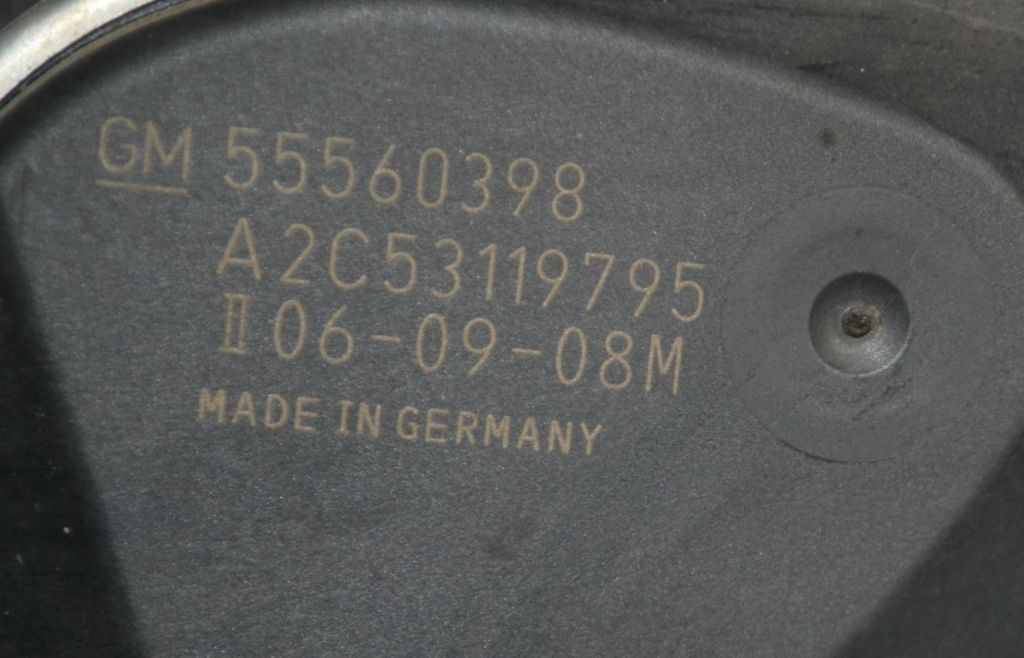 GM 55560398
A2C53119795
II 06-09-08M
MADE IN GERMANY